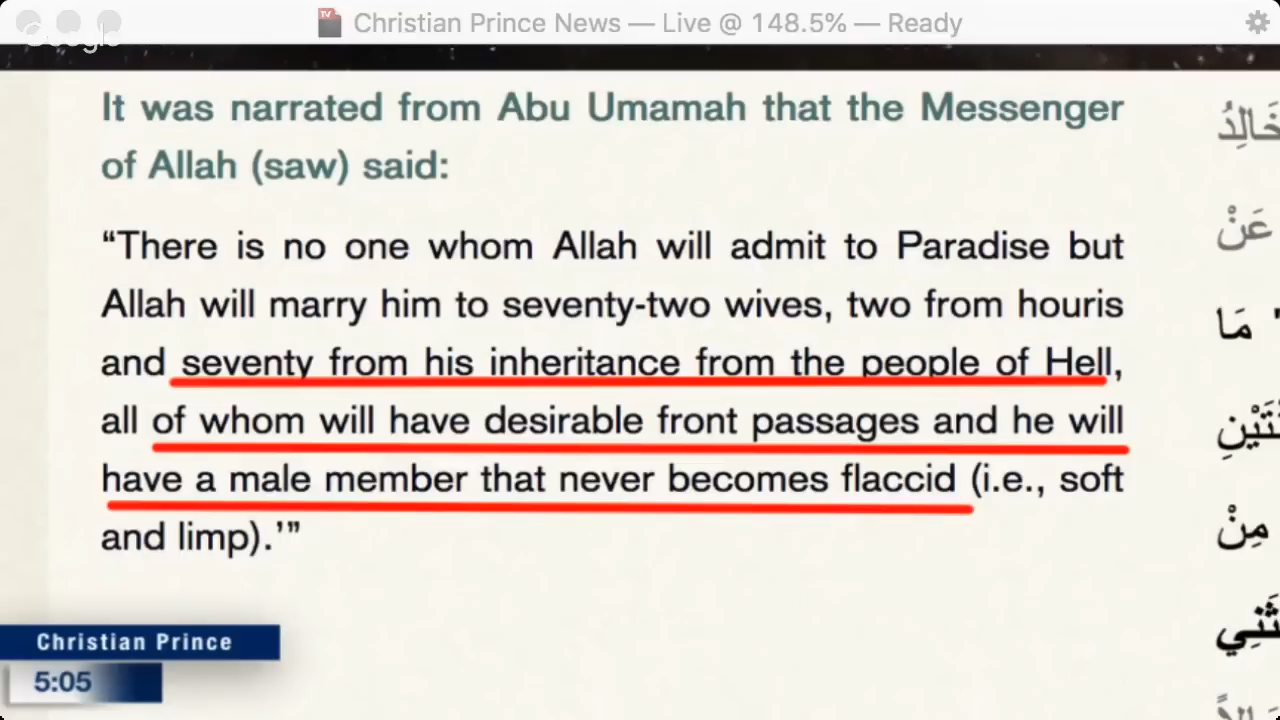 Christian Prince News — Live @ 148.5% — Ready
TV
Google
It was narrated from Abu Umamah that the Messenger
of Allah (saw) said:
“There is no one whom Allah will admit to Paradise but
Allah will marry him to seventy-two wives, two from houris
and seventy from his inheritance from the people of Hell,
all of whom will have desirable front passages and he will
have a male member that never becomes flaccid (i.e., soft
and limp).’”
خَالِدُ
عَنْ
مَا
مِنْ
Christian Prince
5:05